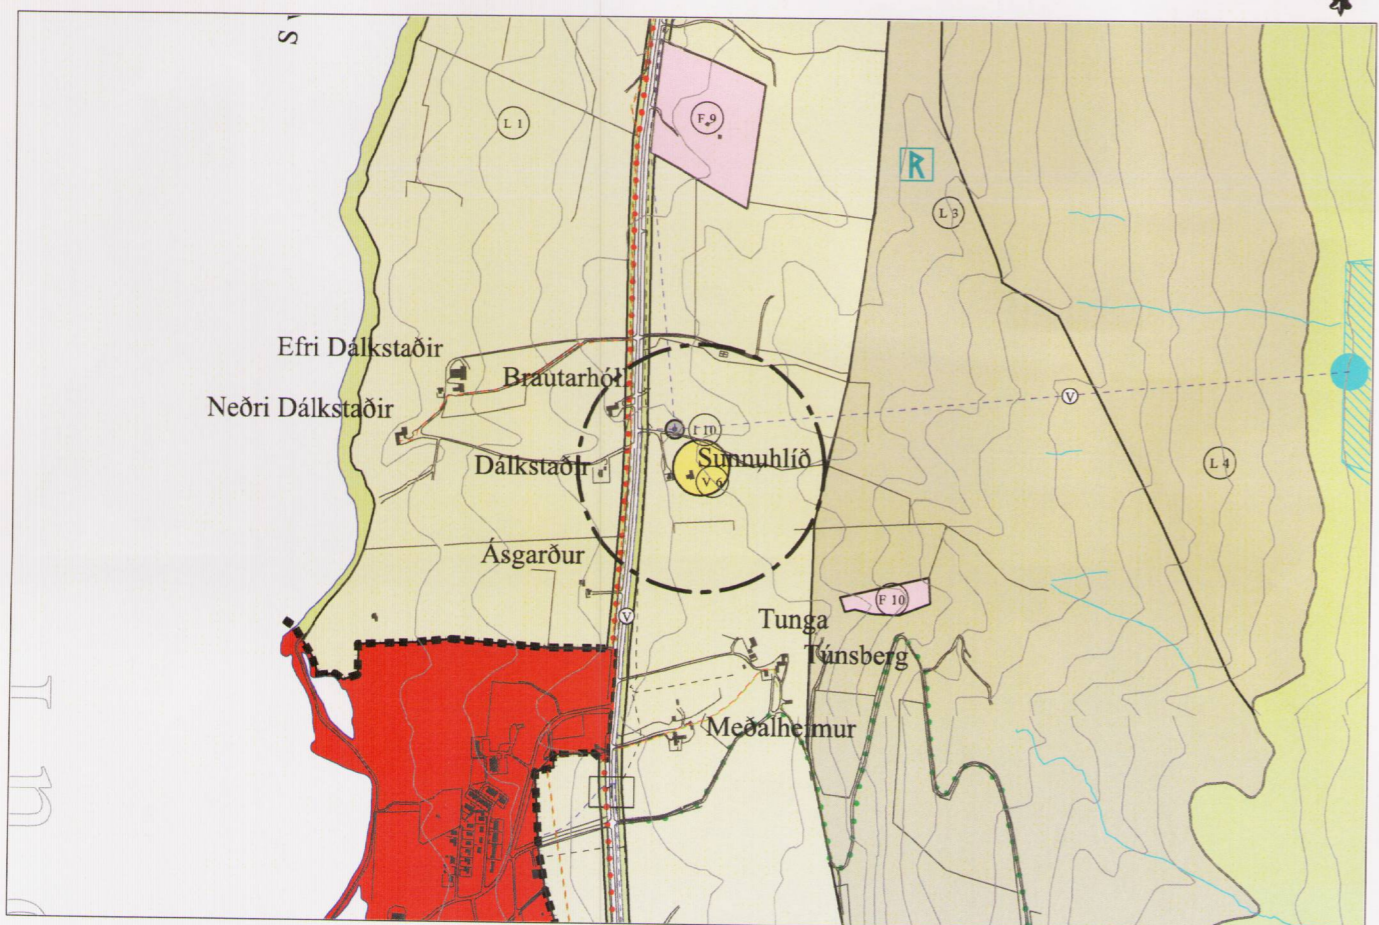 S
L 1
F 9
R
L 3
Efri Dálkstaðir
Brautarhóll
Neðri Dálkstaðir
V
Sunnuhlíð
Dálkstaðir
V 6
L 4
Ásgarður
F 10
V
Tunga
Túnsberg
Meðalheimur